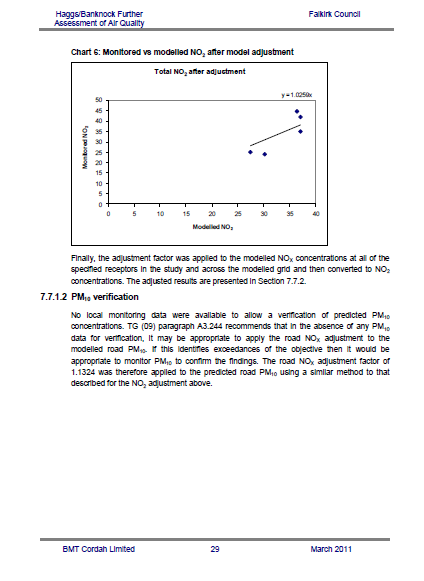 Haggs/Banknock Further Falkirk Council
Assessment of Air Quality
Chart 6: Monitored vs modelled NO₂ after model adjustment
Total NO₂ after adjustment
y = 1.0259x
50
45
40
35
30
25
20
15
10
5
0
Monitored NO₂
0 5 10 15 20 25 30 35 40
Modelled NO₂
Finally, the adjustment factor was applied to the modelled NOₓ concentrations at all of the
specified receptors in the study and across the modelled grid and then converted to NO₂
concentrations. The adjusted results are presented in Section 7.7.2.
7.7.1.2 PM₁₀ verification
No local monitoring data were available to allow a verification of predicted PM₁₀
concentrations. TG (09) paragraph A3.244 recommends that in the absence of any PM₁₀
data for verification, it may be appropriate to apply the road NOₓ adjustment to the
modelled road PM₁₀. If this identifies exceedances of the objective then it would be
appropriate to monitor PM₁₀ to confirm the findings. The road NOₓ adjustment factor of
1.1324 was therefore applied to the predicted road PM₁₀ using a similar method to that
described for the NO₂ adjustment above.
BMT Cordah Limited 29 March 2011